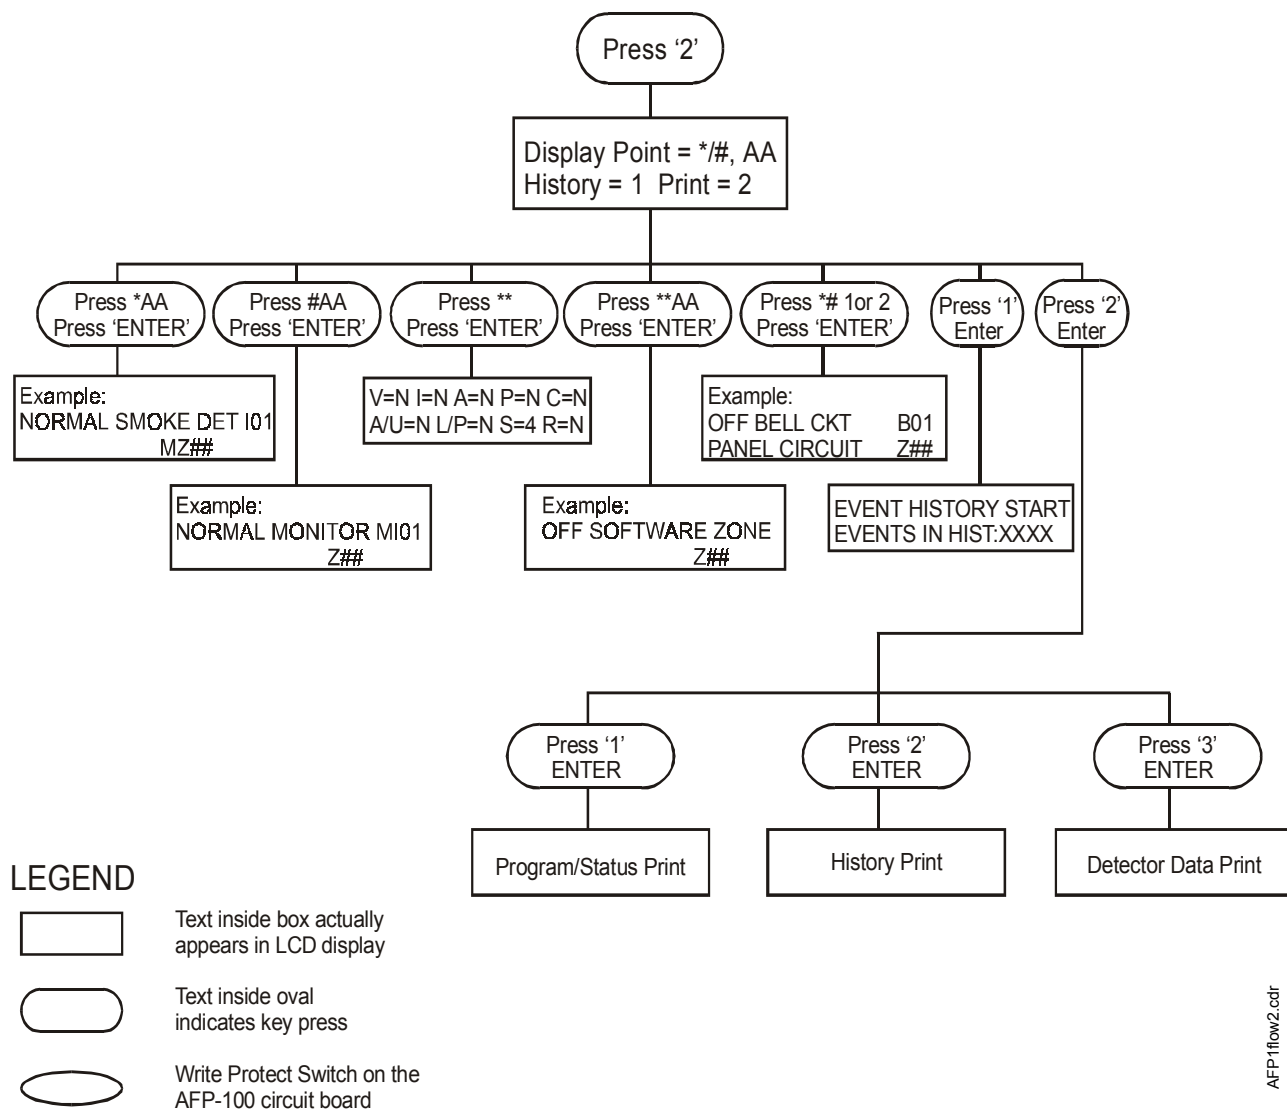 Press ‘2’
Display Point = */#, AA
History = 1 Print = 2
Press *AA
Press ‘ENTER’
Press #AA
Press ‘ENTER’
Press **
Press ‘ENTER’
Press **AA
Press ‘ENTER’
Press *# 1or 2
Press ‘ENTER’
Press ‘1’
Enter
Press ‘2’
Enter
Example:
NORMAL SMOKE DET I01
MZ##
V=N I=N A=N P=N C=N
A/U=N L/P=N S=4 R=N
Example:
OFF BELL CKT B01
PANEL CIRCUIT Z##
Example:
NORMAL MONITOR MI01
Z##
Example:
OFF SOFTWARE ZONE
Z##
EVENT HISTORY START
EVENTS IN HIST:XXXX
Press ‘1’
ENTER
Press ‘2’
ENTER
Press ‘3’
ENTER
Program/Status Print
History Print
Detector Data Print
LEGEND
Text inside box actually
appears in LCD display
Text inside oval
indicates key press
Write Protect Switch on the
AFP-100 circuit board
AFP1flow2.cdr